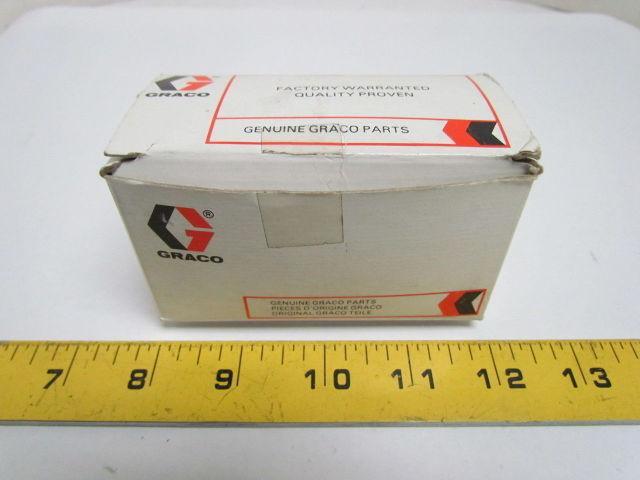 GRACO
FACTORY WARRANTED
QUALITY PROVEN
GENUINE GRACO PARTS
®
GRACO
GENUINE GRACO PARTS
PIECES D'ORIGINE GRACO
ORIGINAL GRACO TEILE
7 8 9 10 11 12 13